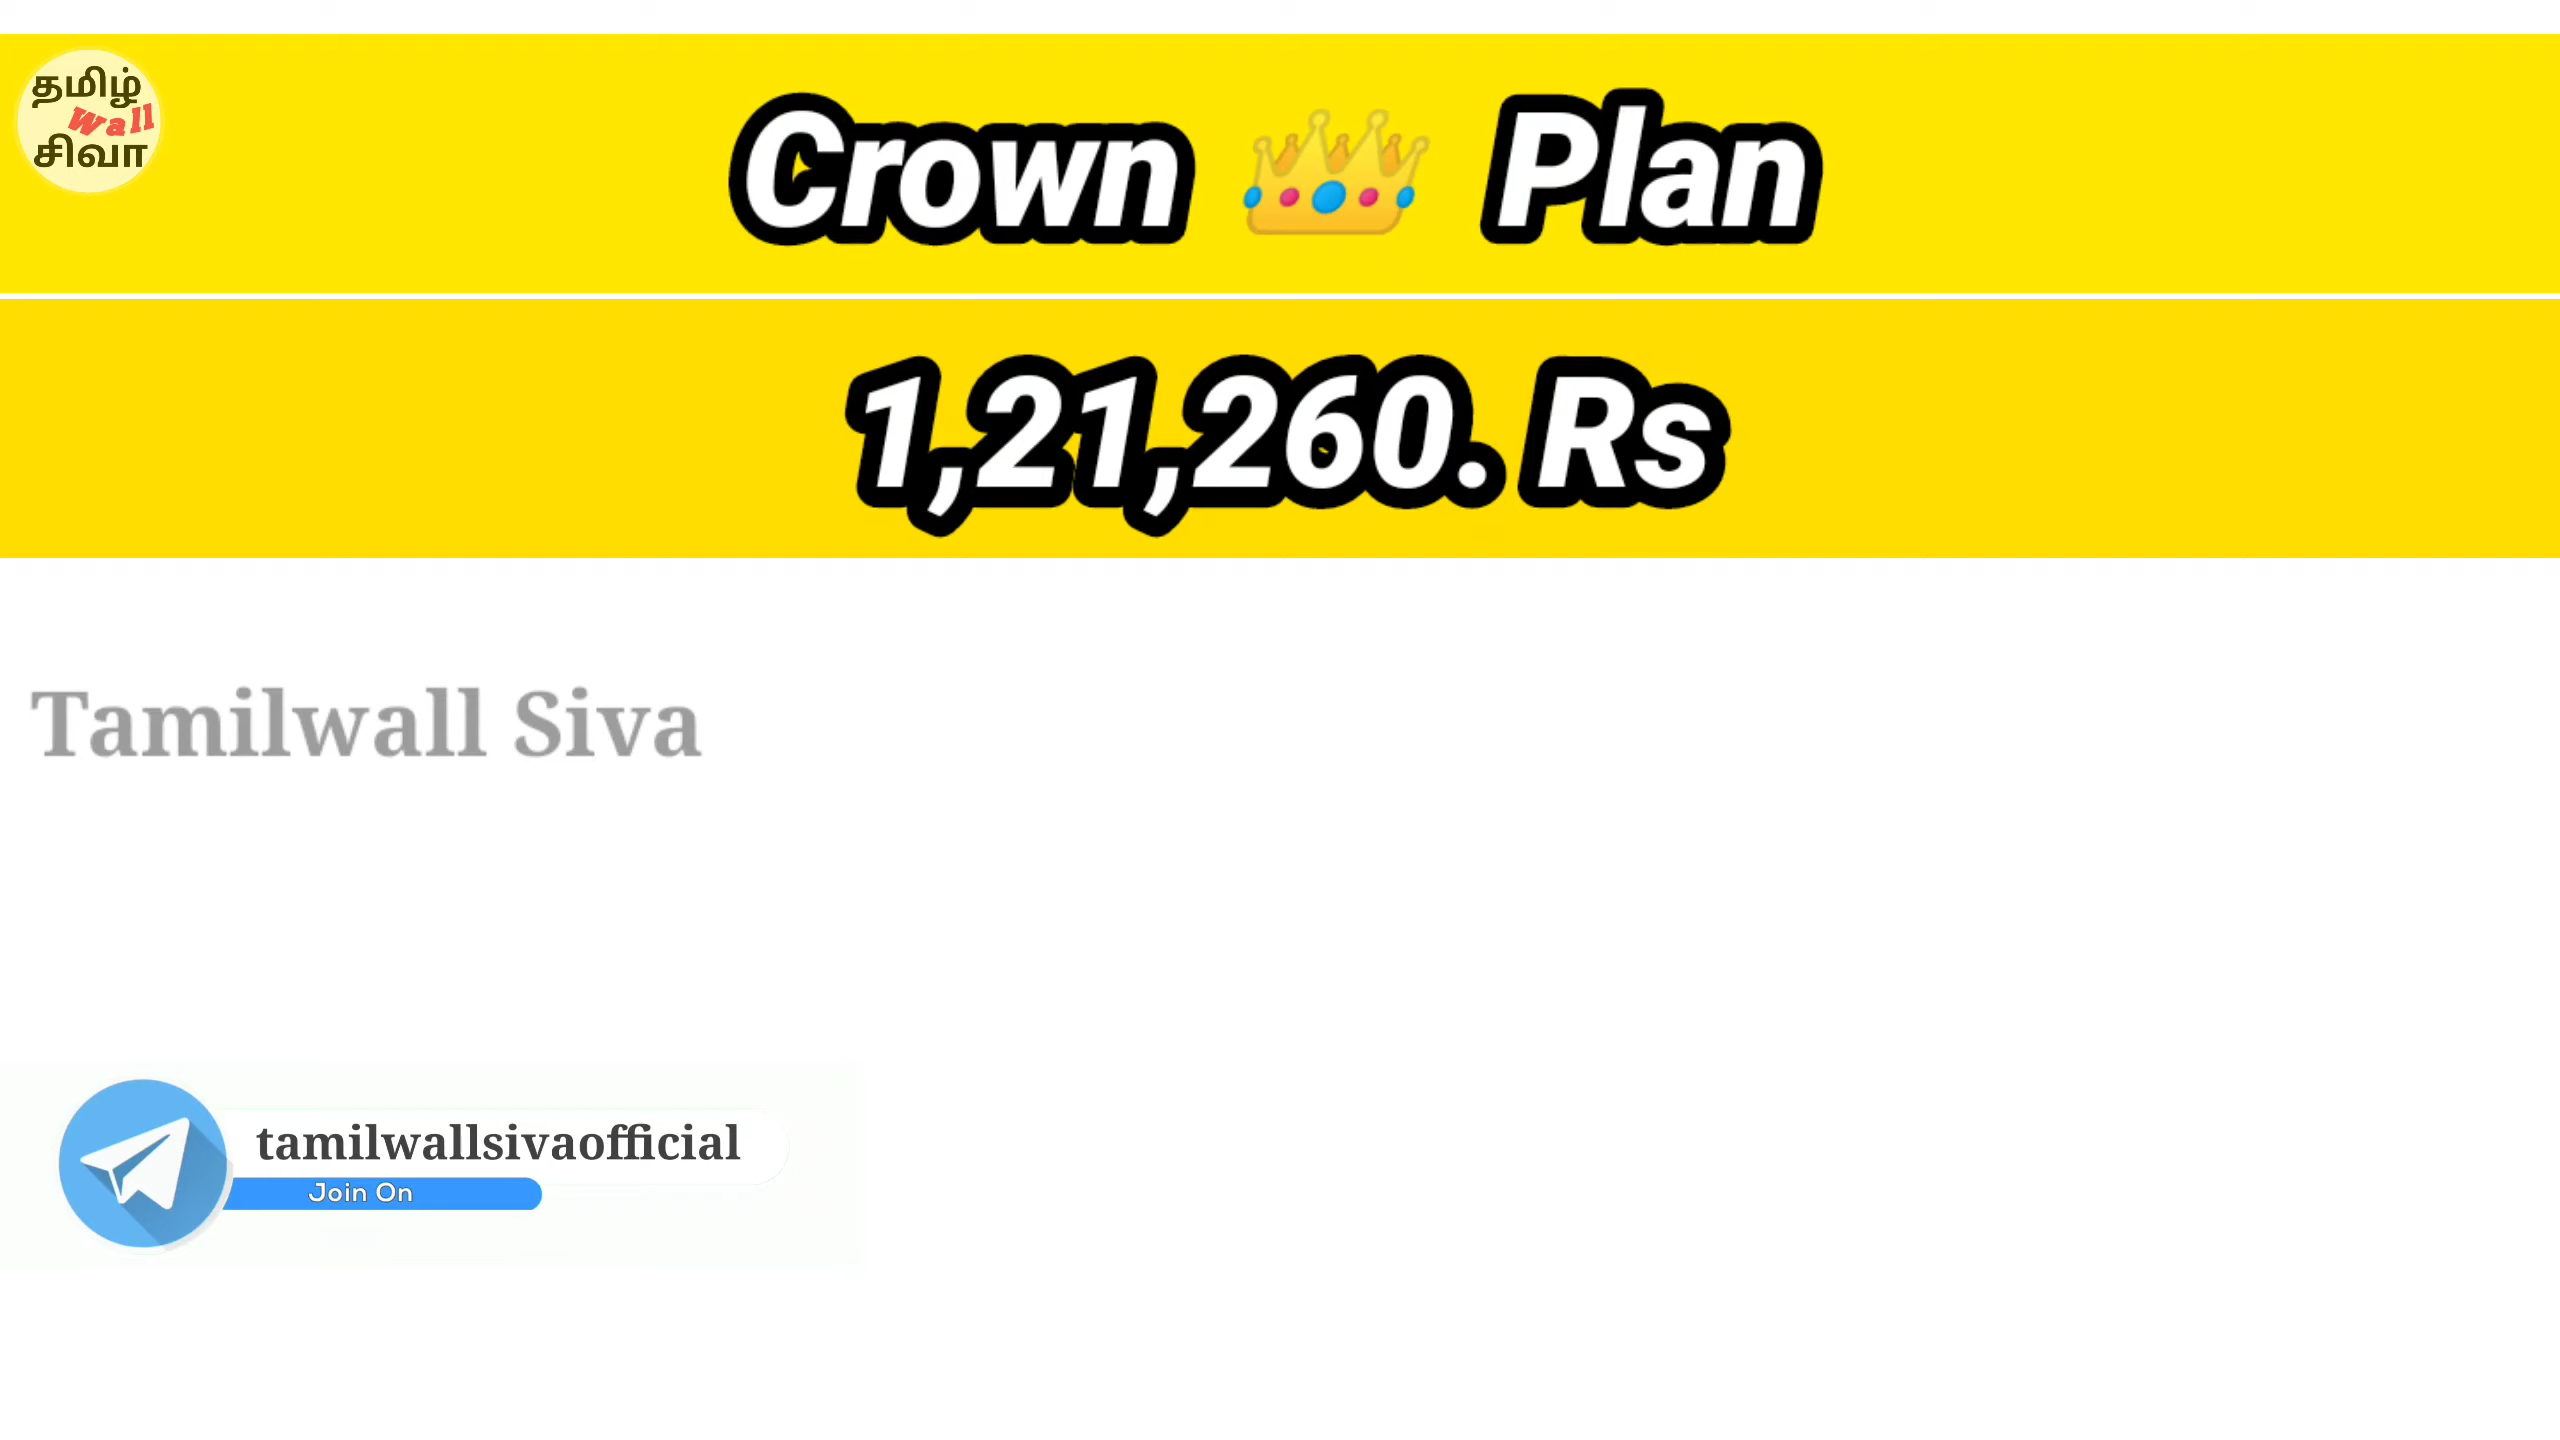 தமிழ்
Wall
சிவா
Crown 👑 Plan
1,21,260. Rs
Tamilwall Siva
tamilwallsivaofficial
Join On